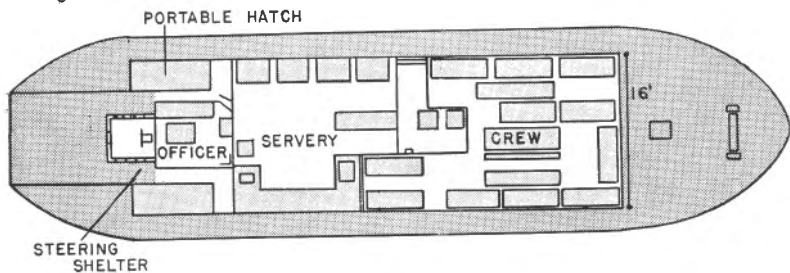 PORTABLE HATCH
16'
OFFICER
SERVERY
CREW
STEERING
SHELTER